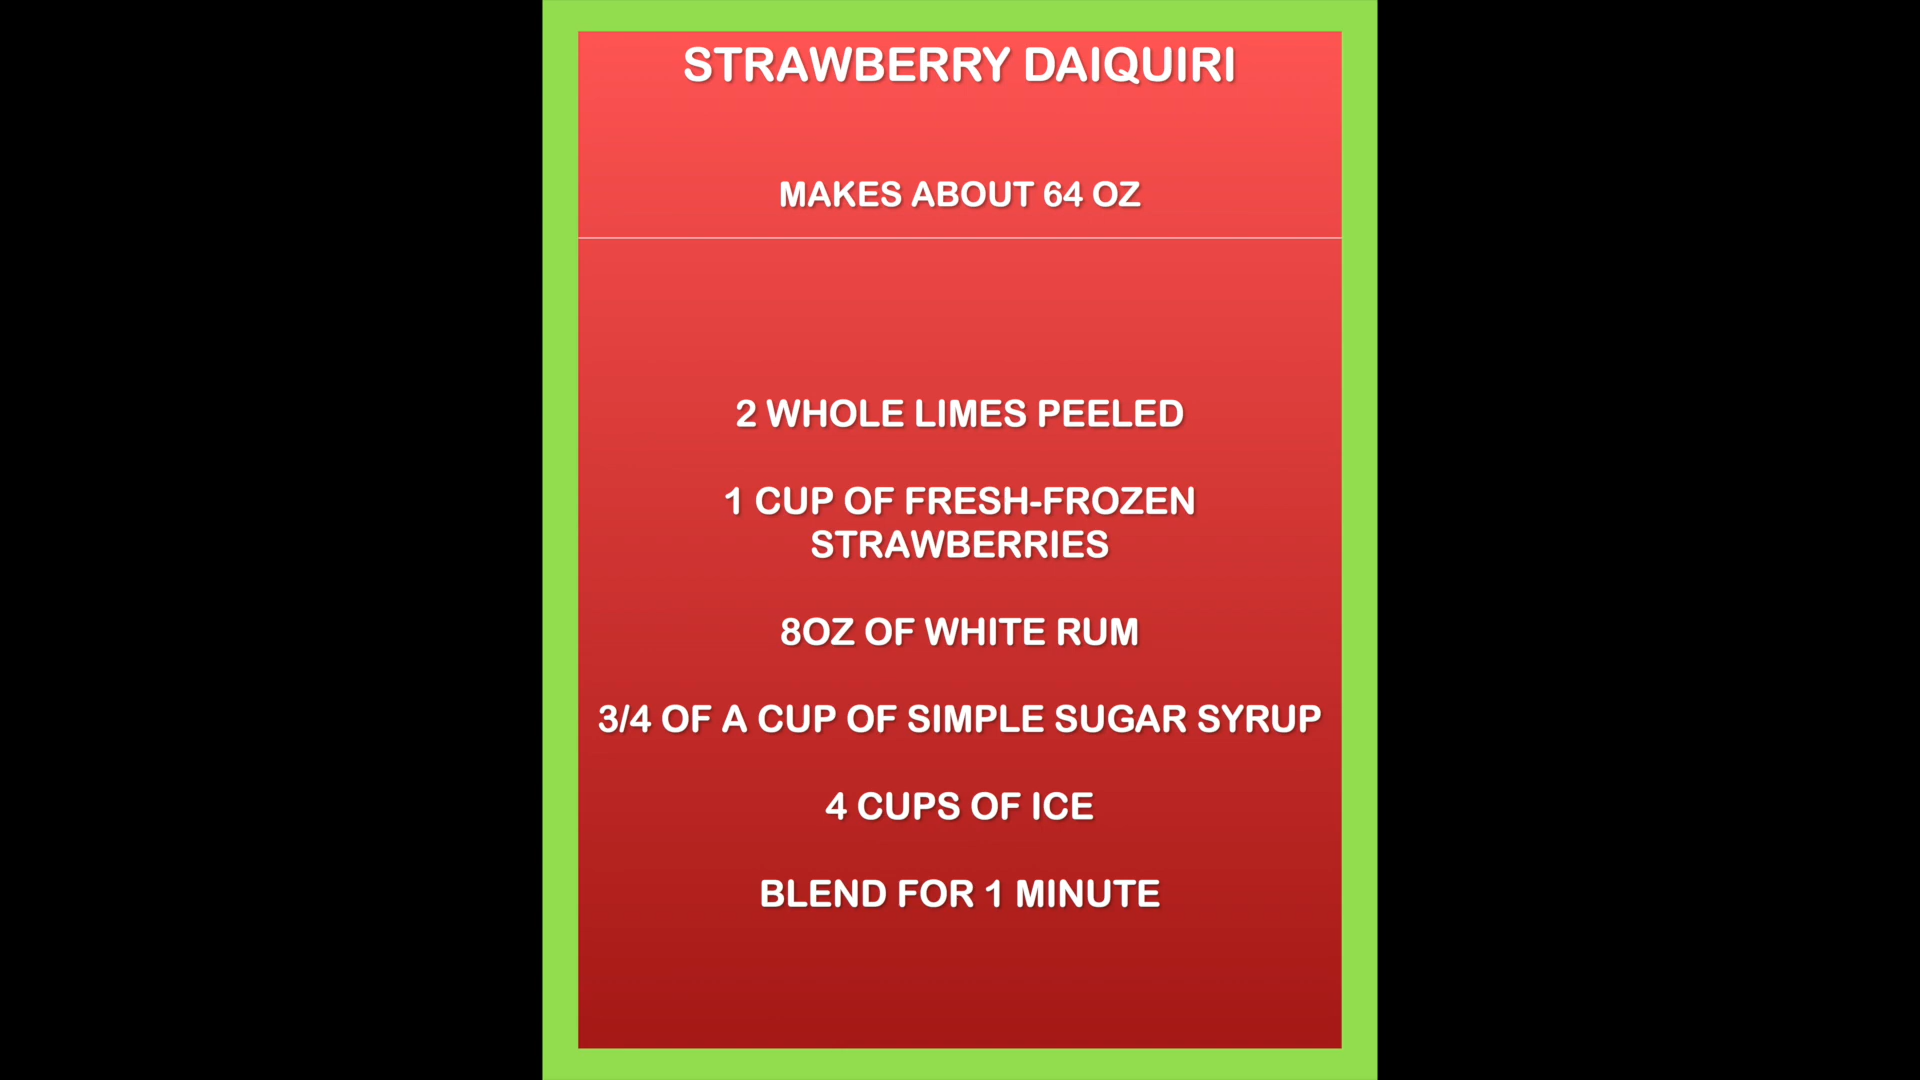 STRAWBERRY DAIQUIRI
MAKES ABOUT 64 OZ
2 WHOLE LIMES PEELED
1 CUP OF FRESH-FROZEN
STRAWBERRIES
8OZ OF WHITE RUM
3/4 OF A CUP OF SIMPLE SUGAR SYRUP
4 CUPS OF ICE
BLEND FOR 1 MINUTE